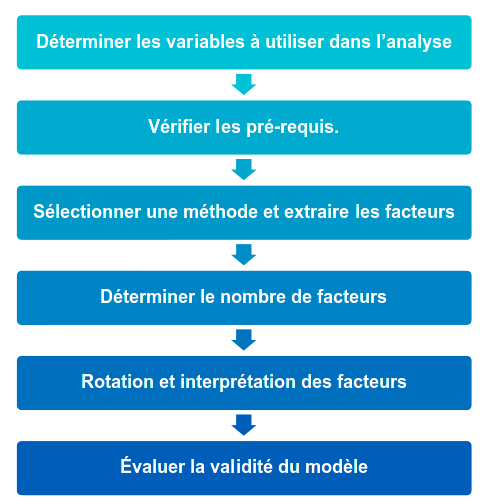 Déterminer les variables à utiliser dans l’analyse
Vérifier les pré-requis.
Sélectionner une méthode et extraire les facteurs
Déterminer le nombre de facteurs
Rotation et interprétation des facteurs
Évaluer la validité du modèle